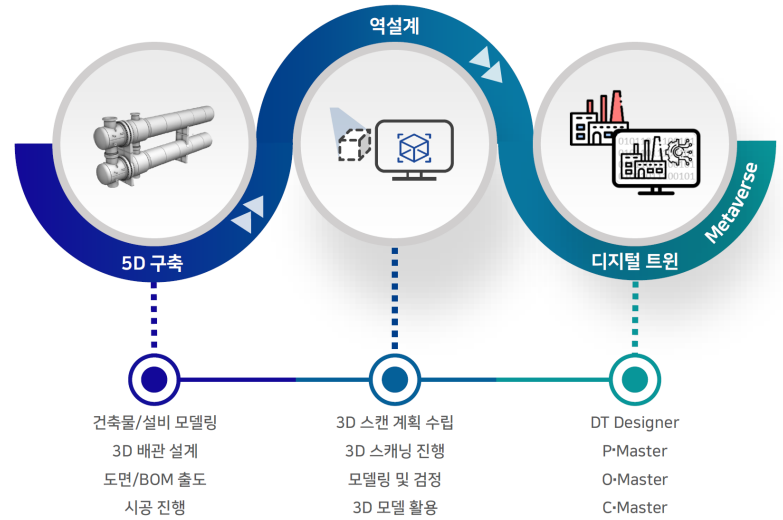 역설계
5D 구축
디지털 트윈
Metaverse
건축물/설비 모델링
3D 배관 설계
도면/BOM 출도
시공 진행
3D 스캔 계획 수립
3D 스캐닝 진행
모델링 및 검정
3D 모델 활용
DT Designer
P•Master
O•Master
C•Master